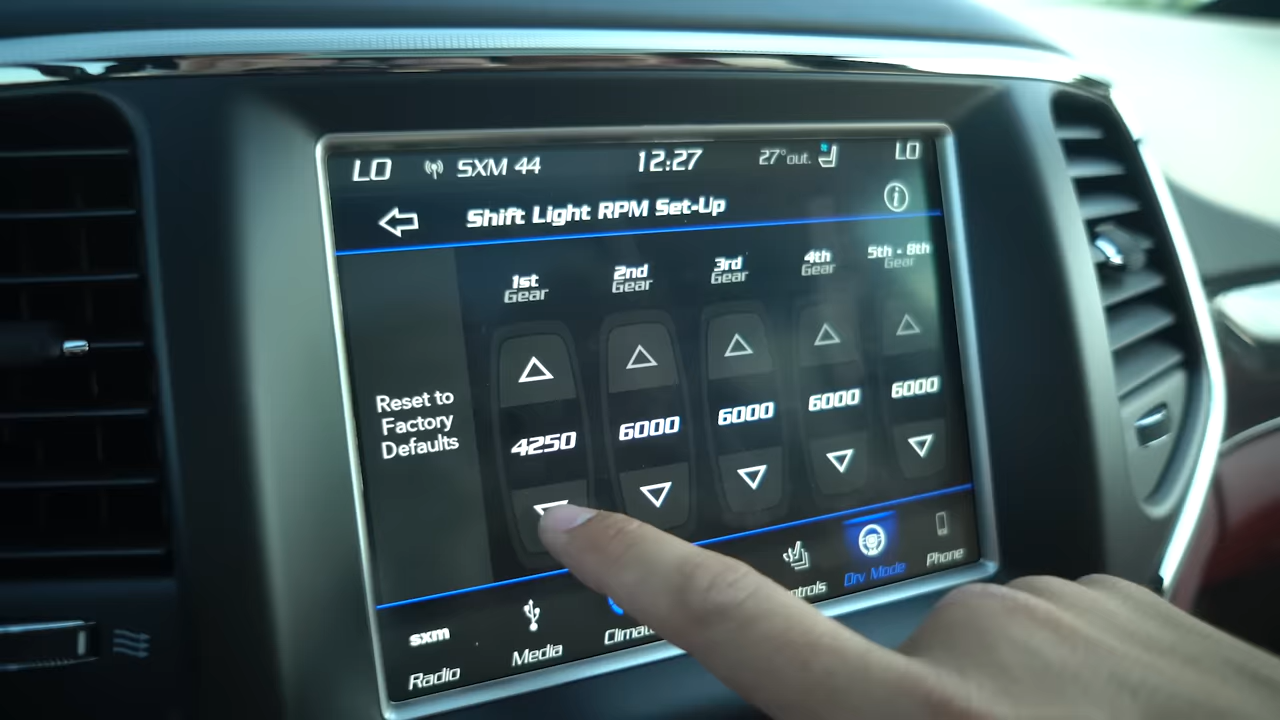 LO SXM 44 12:27 27°out. LO
Shift Light RPM Set-Up
1st Gear
2nd Gear
3rd Gear
4th Gear
5th - 8th Gear
Reset to
Factory
Defaults
4250 6000 6000 6000 6000
sxm
Radio
Media
Climat
ntrols
Drv Mode
Phone